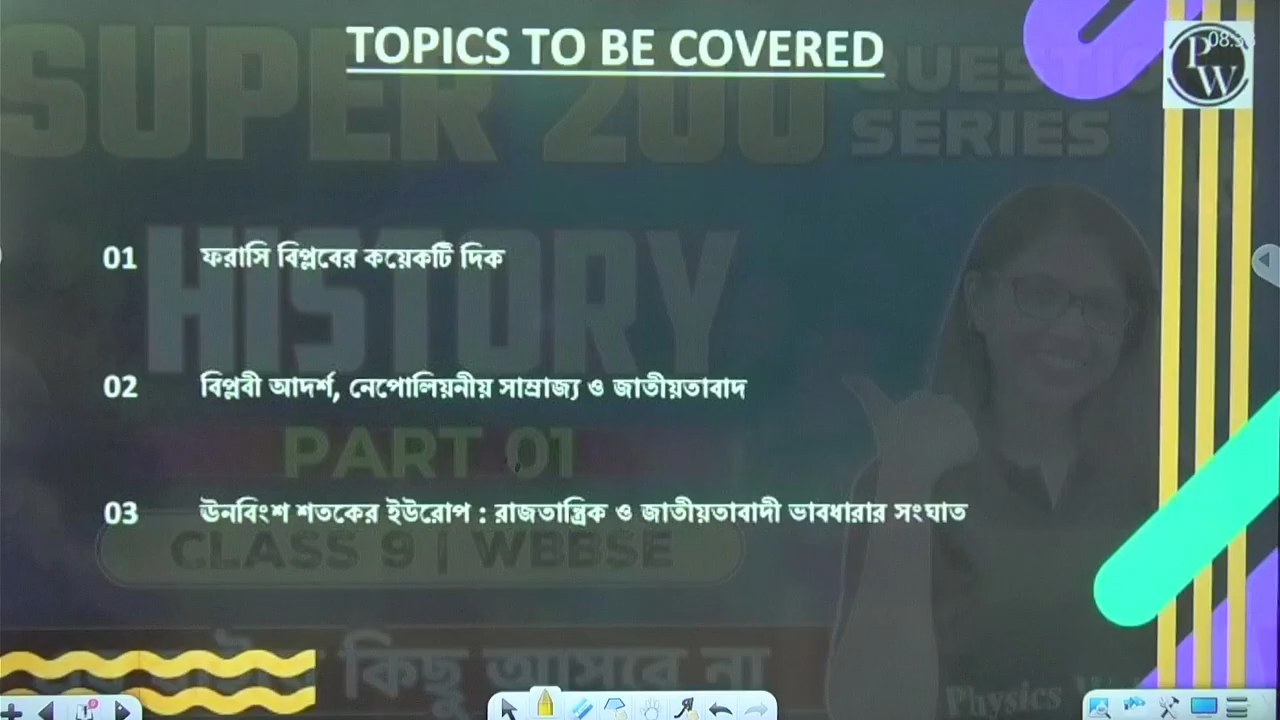 TOPICS TO BE COVERED
PW
SUPER 200 QUESTION
SERIES
01 ফরাসি বিপ্লবের কয়েকটি দিক
HISTORY
02 বিপ্লবী আদর্শ, নেপোলিয়নীয় সাম্রাজ্য ও জাতীয়তাবাদ
PART 01
03 ঊনবিংশ শতকের ইউরোপ : রাজতান্ত্রিক ও জাতীয়তাবাদী ভাবধারার সংঘাত
CLASS 9 | WBBSE
কিছু আসবে না
Physics